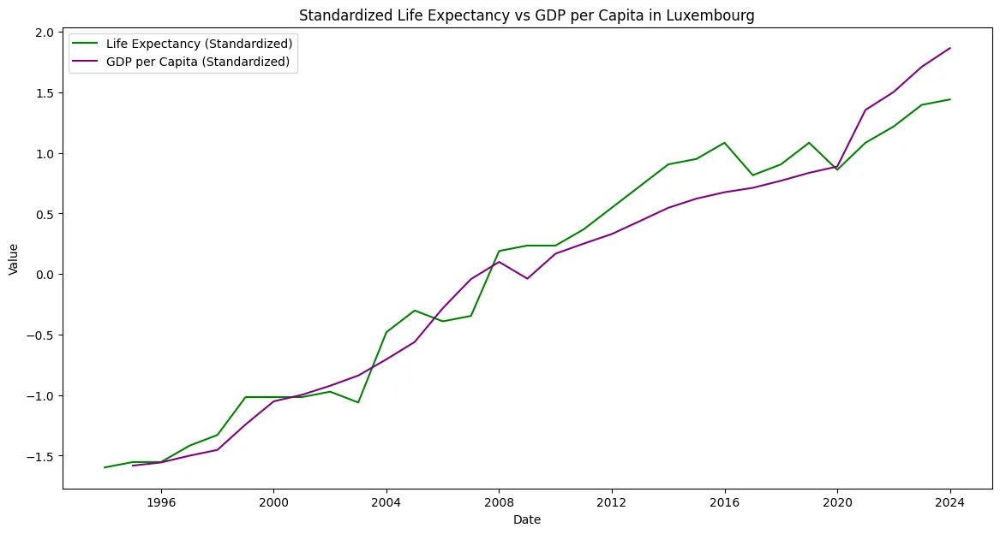 Standardized Life Expectancy vs GDP per Capita in Luxembourg
Life Expectancy (Standardized)
GDP per Capita (Standardized)
Value
2.0
1.5
1.0
0.5
0.0
−0.5
−1.0
−1.5
1996 2000 2004 2008 2012 2016 2020 2024
Date